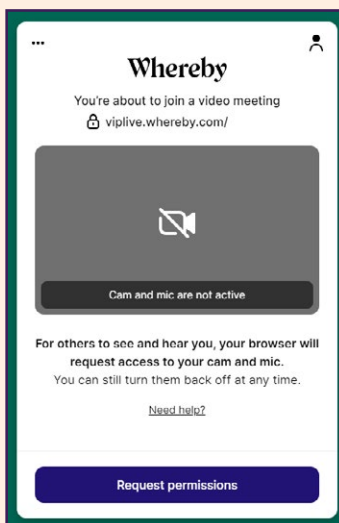 Whereby
You're about to join a video meeting
viplive.whereby.com/
Cam and mic are not active
For others to see and hear you, your browser will
request access to your cam and mic.
You can still turn them back off at any time.
Need help?
Request permissions